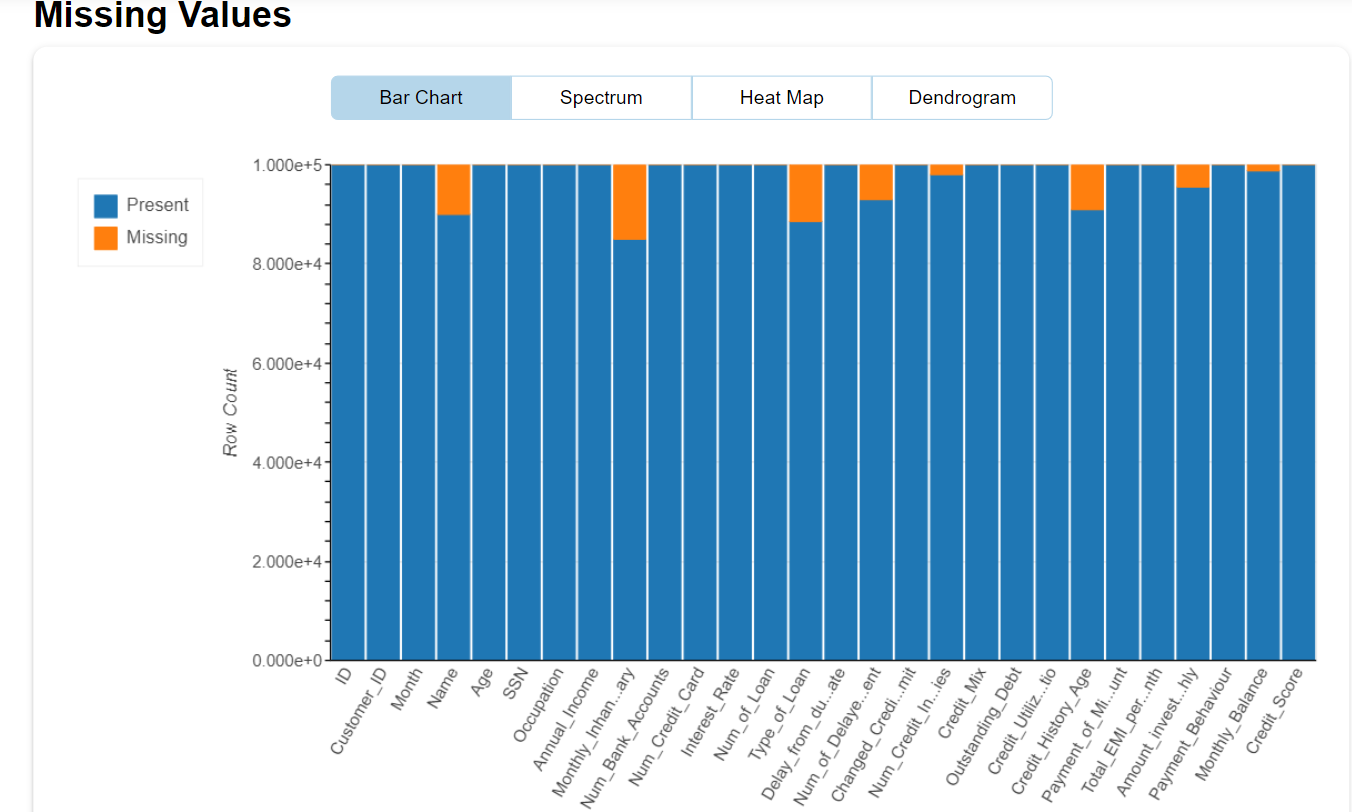 Missing Values
Bar Chart
Spectrum
Heat Map
Dendrogram
Present
Missing
Row Count
1.000e+5
8.000e+4
6.000e+4
4.000e+4
2.000e+4
0.000e+0
ID
Customer_ID
Month
Name
Age
SSN
Occupation
Annual_Income
Monthly_Inhan...ary
Num_Bank_Accounts
Num_Credit_Card
Interest_Rate
Num_of_Loan
Type_of_Loan
Delay_from_du...ate
Num_of_Delaye...ent
Changed_Credi...mit
Num_Credit_In...ies
Credit_Mix
Outstanding_Debt
Credit_Utiliz...tio
Credit_History_Age
Payment_of_Mi...unt
Total_EMI_per...nth
Amount_invest...hly
Payment_Behaviour
Monthly_Balance
Credit_Score